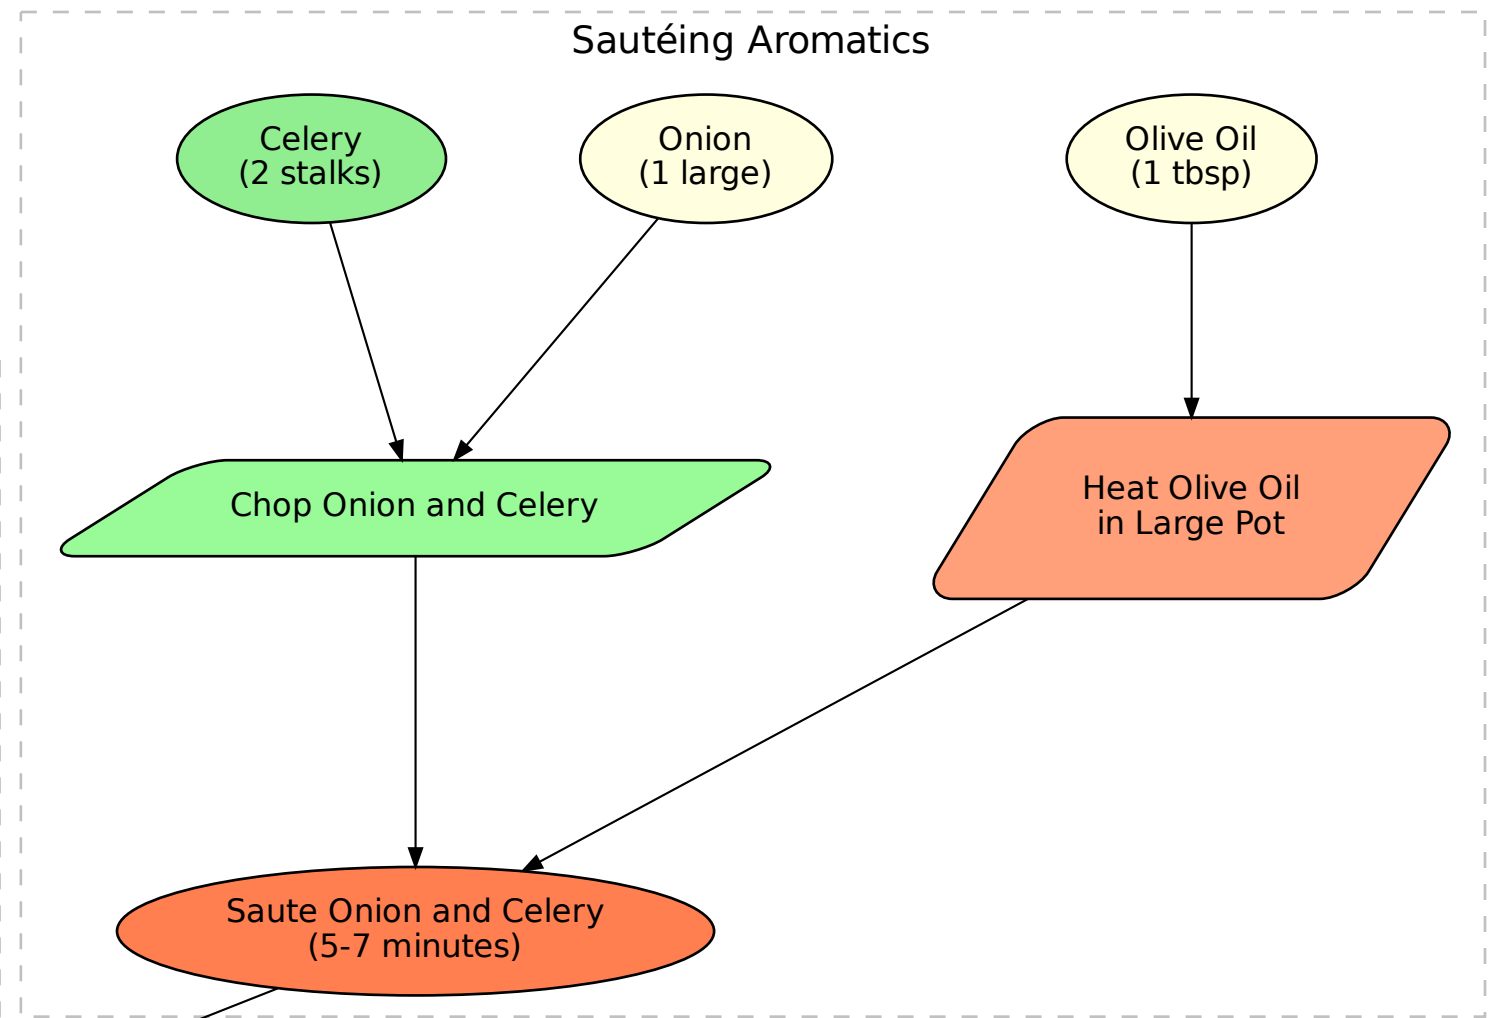 Sautéing Aromatics
Celery
(2 stalks)
Onion
(1 large)
Olive Oil
(1 tbsp)
Chop Onion and Celery
Heat Olive Oil
in Large Pot
Saute Onion and Celery
(5-7 minutes)